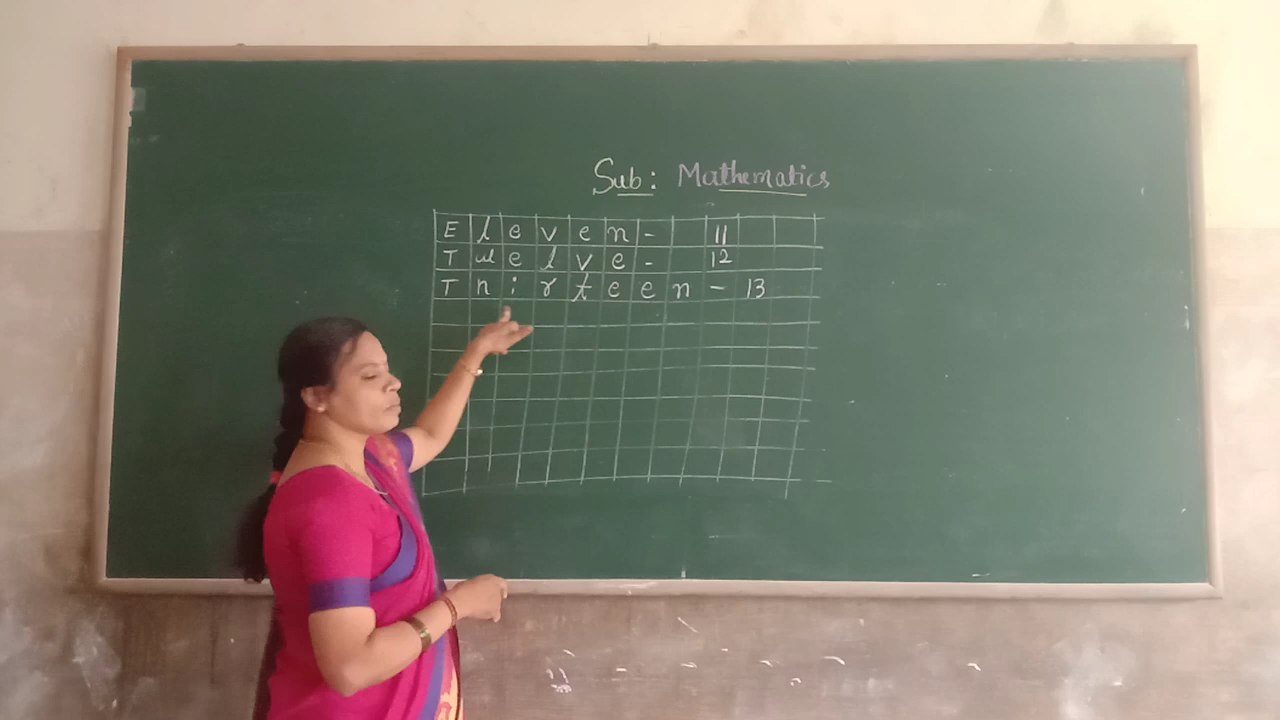 Sub: Mathematics
Eleven - 11
Twelve - 12
Thirteen - 13